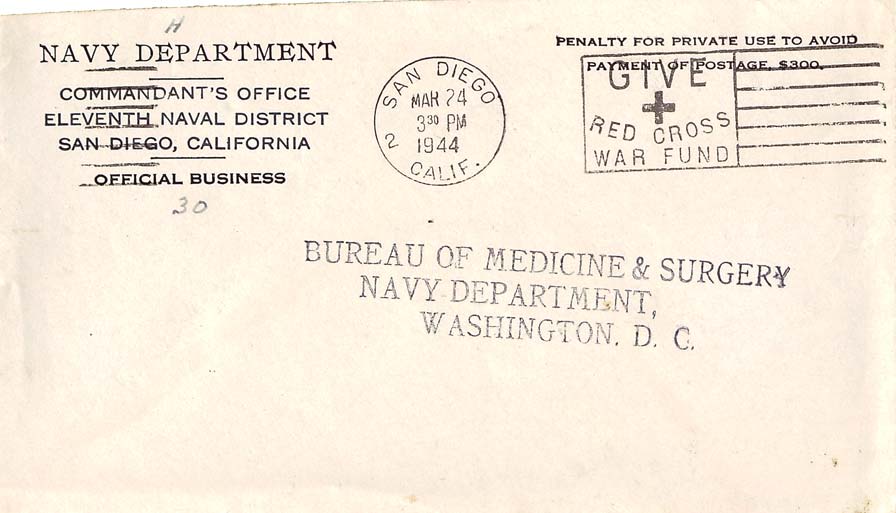 H
NAVY DEPARTMENT
COMMANDANT'S OFFICE
ELEVENTH NAVAL DISTRICT
SAN DIEGO, CALIFORNIA
OFFICIAL BUSINESS
30
SAN DIEGO
MAR 24
3 30 PM
1944
2
CALIF.
PENALTY FOR PRIVATE USE TO AVOID
PAYMENT OF POSTAGE, $300.
GIVE
RED CROSS
WAR FUND
BUREAU OF MEDICINE & SURGERY
NAVY DEPARTMENT,
WASHINGTON. D. C.